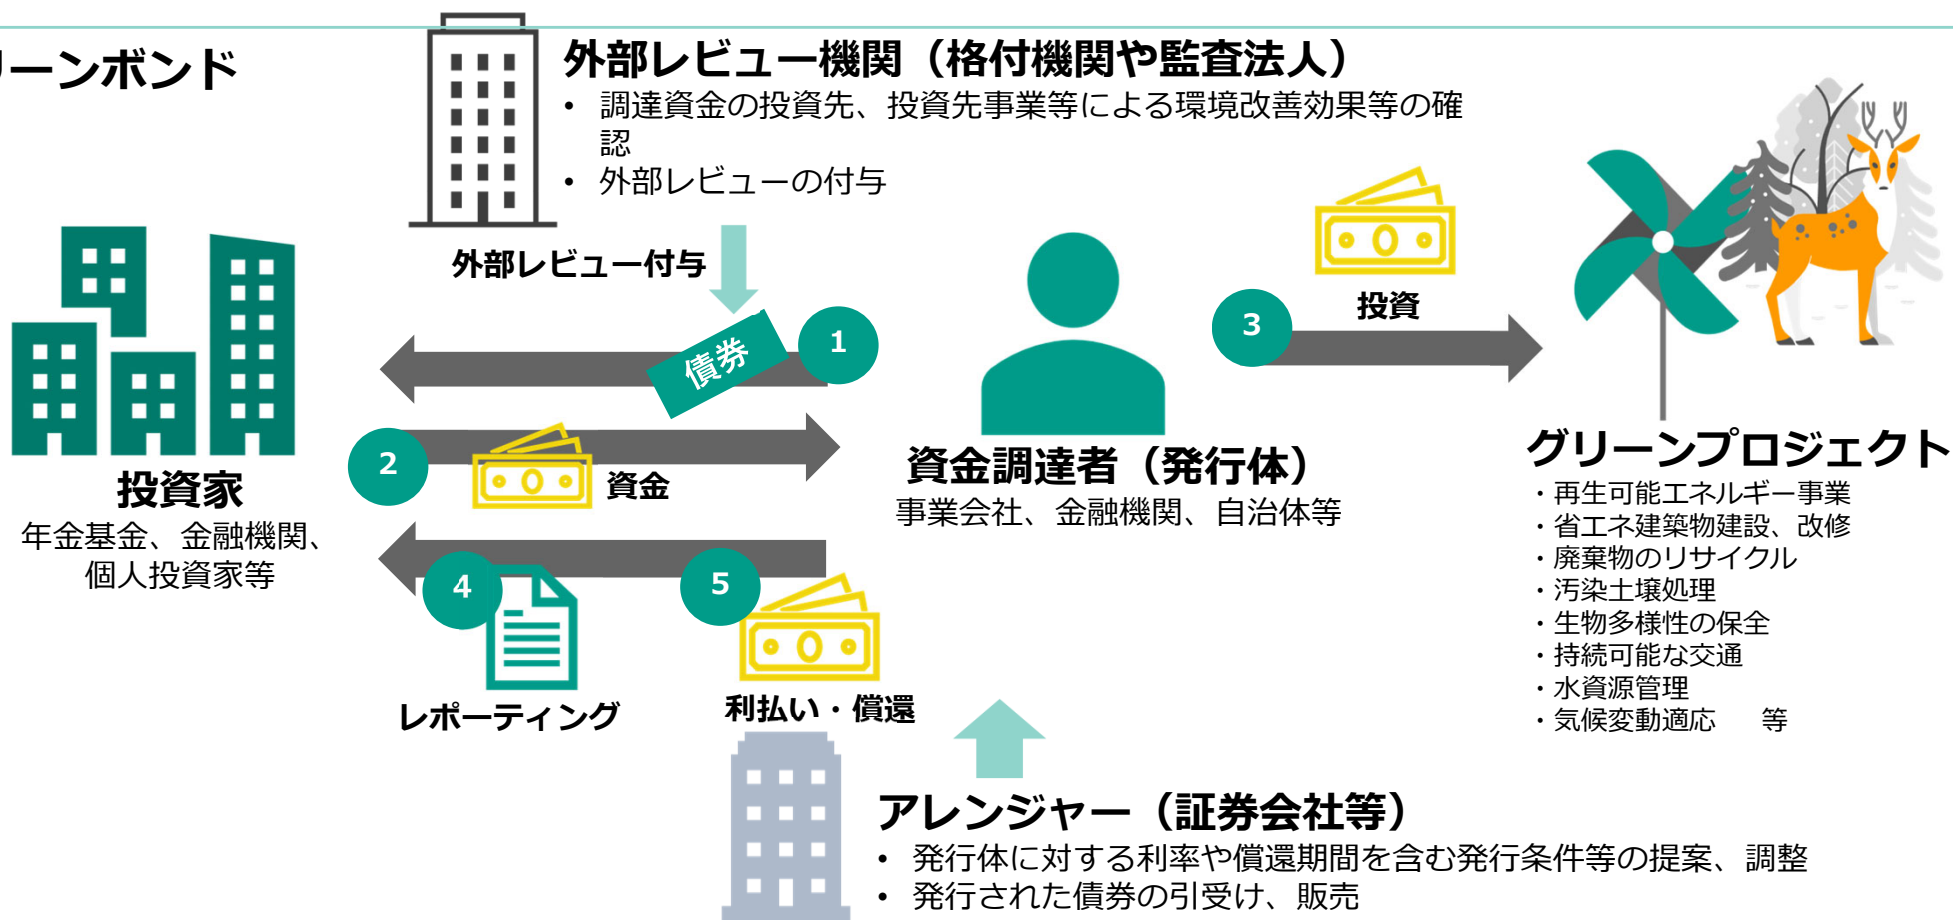 リーンボンド
外部レビュー機関（格付機関や監査法人）
• 調達資金の投資先、投資先事業等による環境改善効果等の確
認
• 外部レビューの付与
外部レビュー付与
債券
1
2
資金
3
投資
4
レポーティング
5
利払い・償還
投資家
年金基金、金融機関、
個人投資家等
資金調達者（発行体）
事業会社、金融機関、自治体等
グリーンプロジェクト
・再生可能エネルギー事業
・省エネ建築物建設、改修
・廃棄物のリサイクル
・汚染土壌処理
・生物多様性の保全
・持続可能な交通
・水資源管理
・気候変動適応　等
アレンジャー（証券会社等）
• 発行体に対する利率や償還期間を含む発行条件等の提案、調整
• 発行された債券の引受け、販売